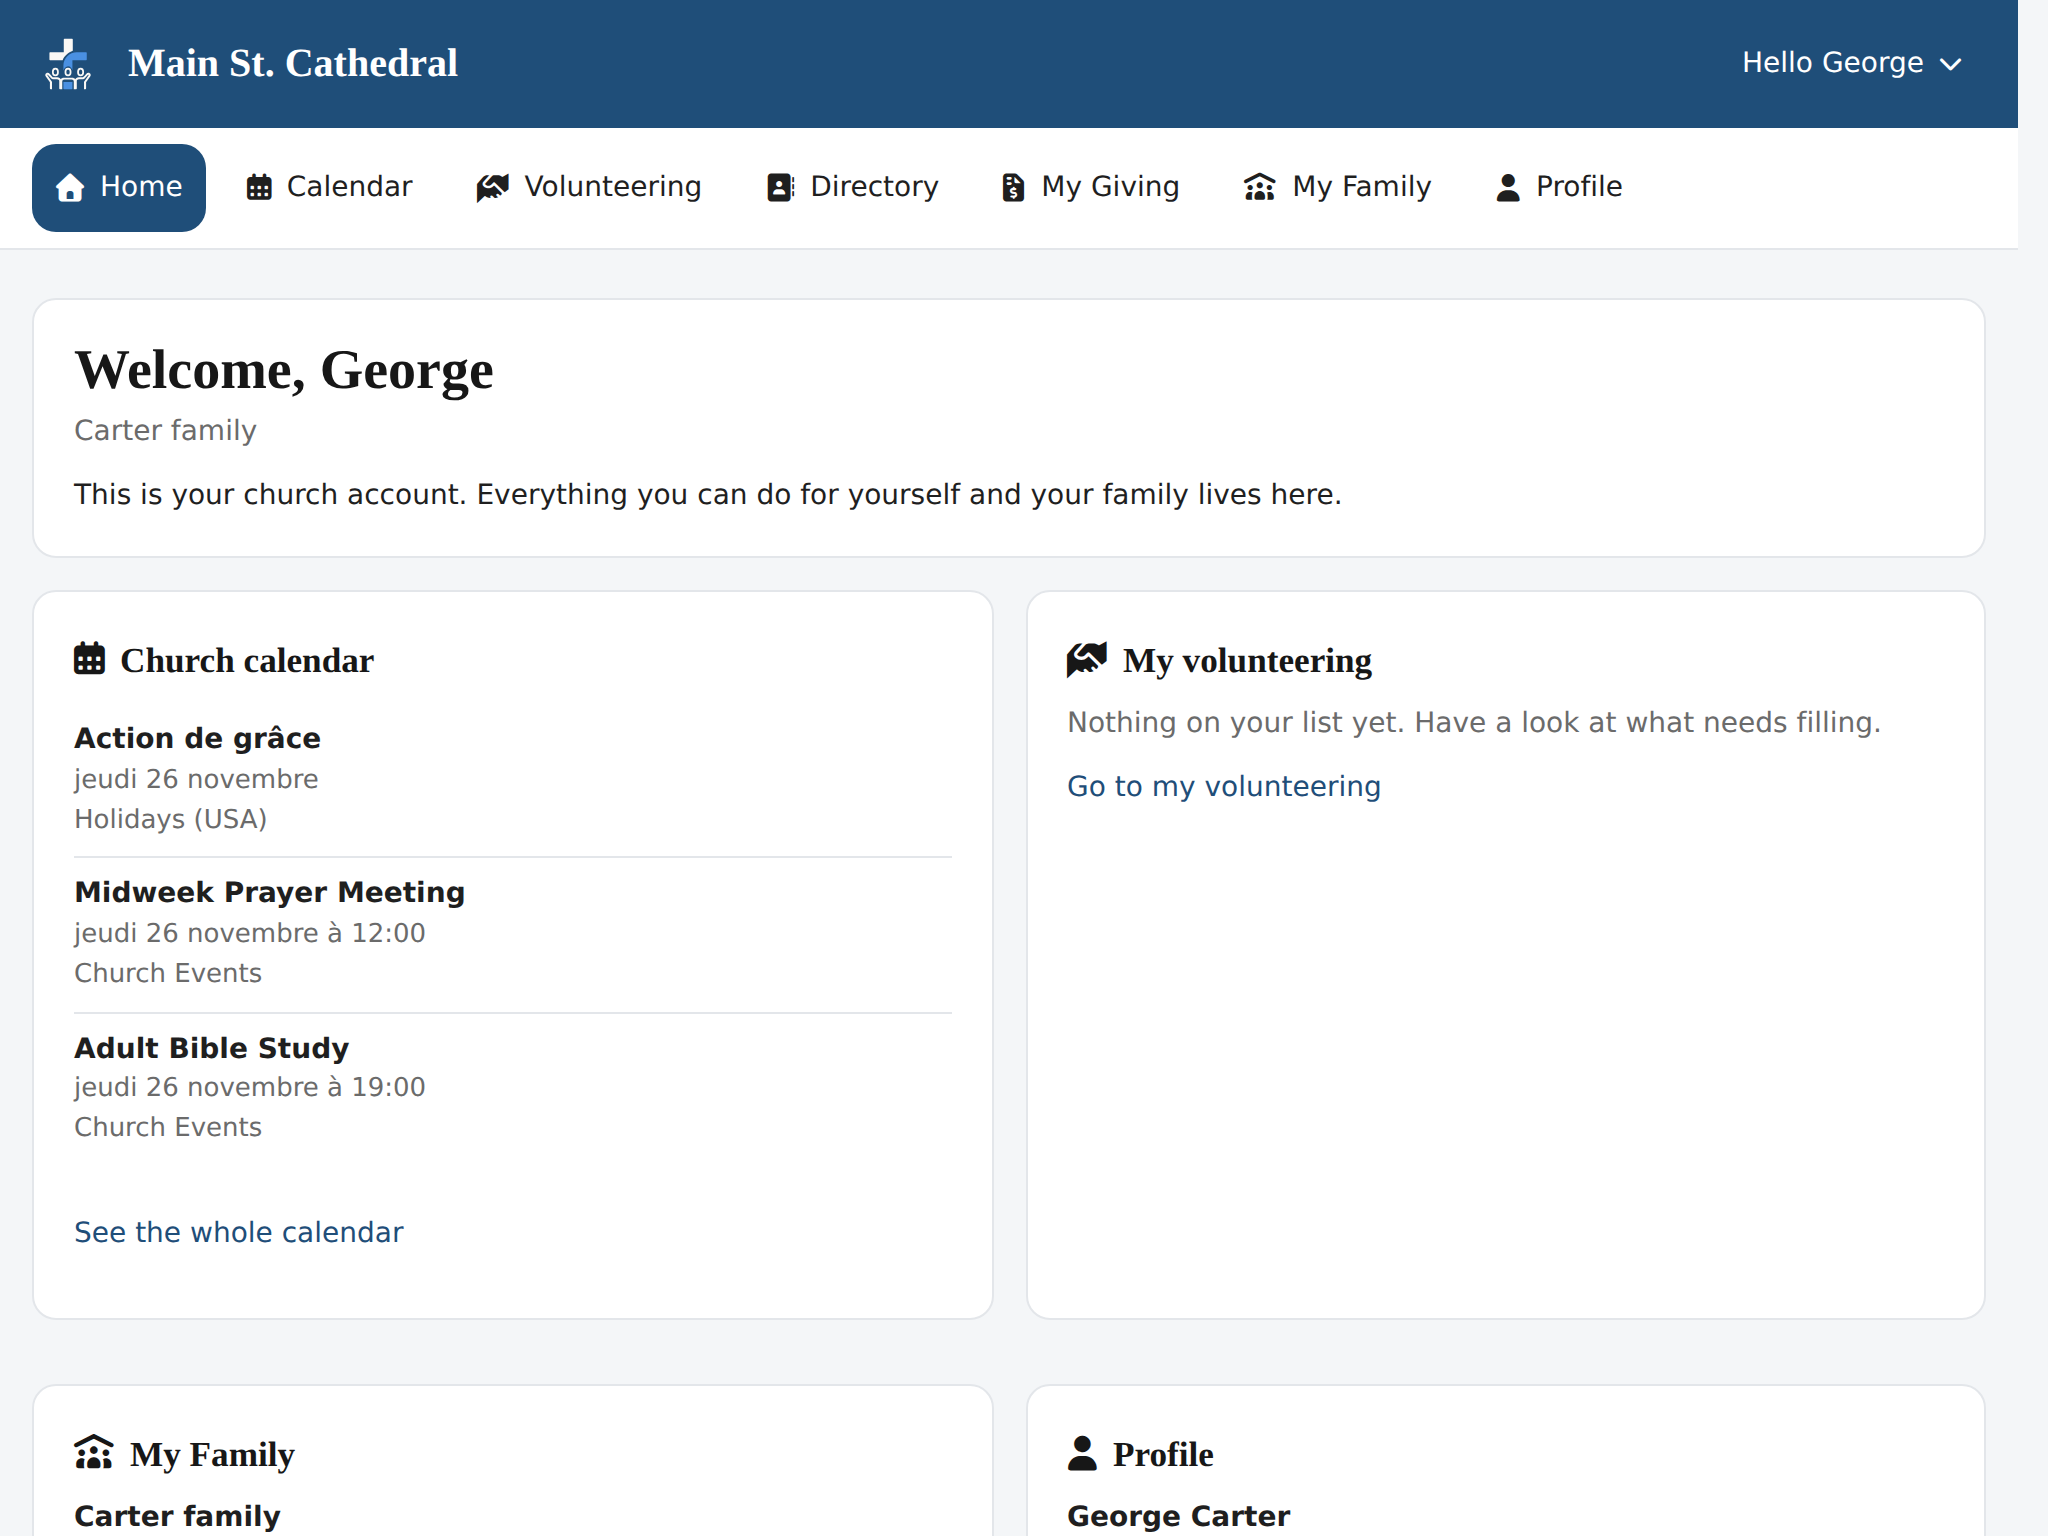 Main St. Cathedral
Hello George
Home
Calendar
Volunteering
Directory
My Giving
My Family
Profile
Welcome, George
Carter family
This is your church account. Everything you can do for yourself and your family lives here.
Church calendar
Action de grâce
jeudi 26 novembre
Holidays (USA)
Midweek Prayer Meeting
jeudi 26 novembre à 12:00
Church Events
Adult Bible Study
jeudi 26 novembre à 19:00
Church Events
See the whole calendar
My volunteering
Nothing on your list yet. Have a look at what needs filling.
Go to my volunteering
My Family
Carter family
Profile
George Carter